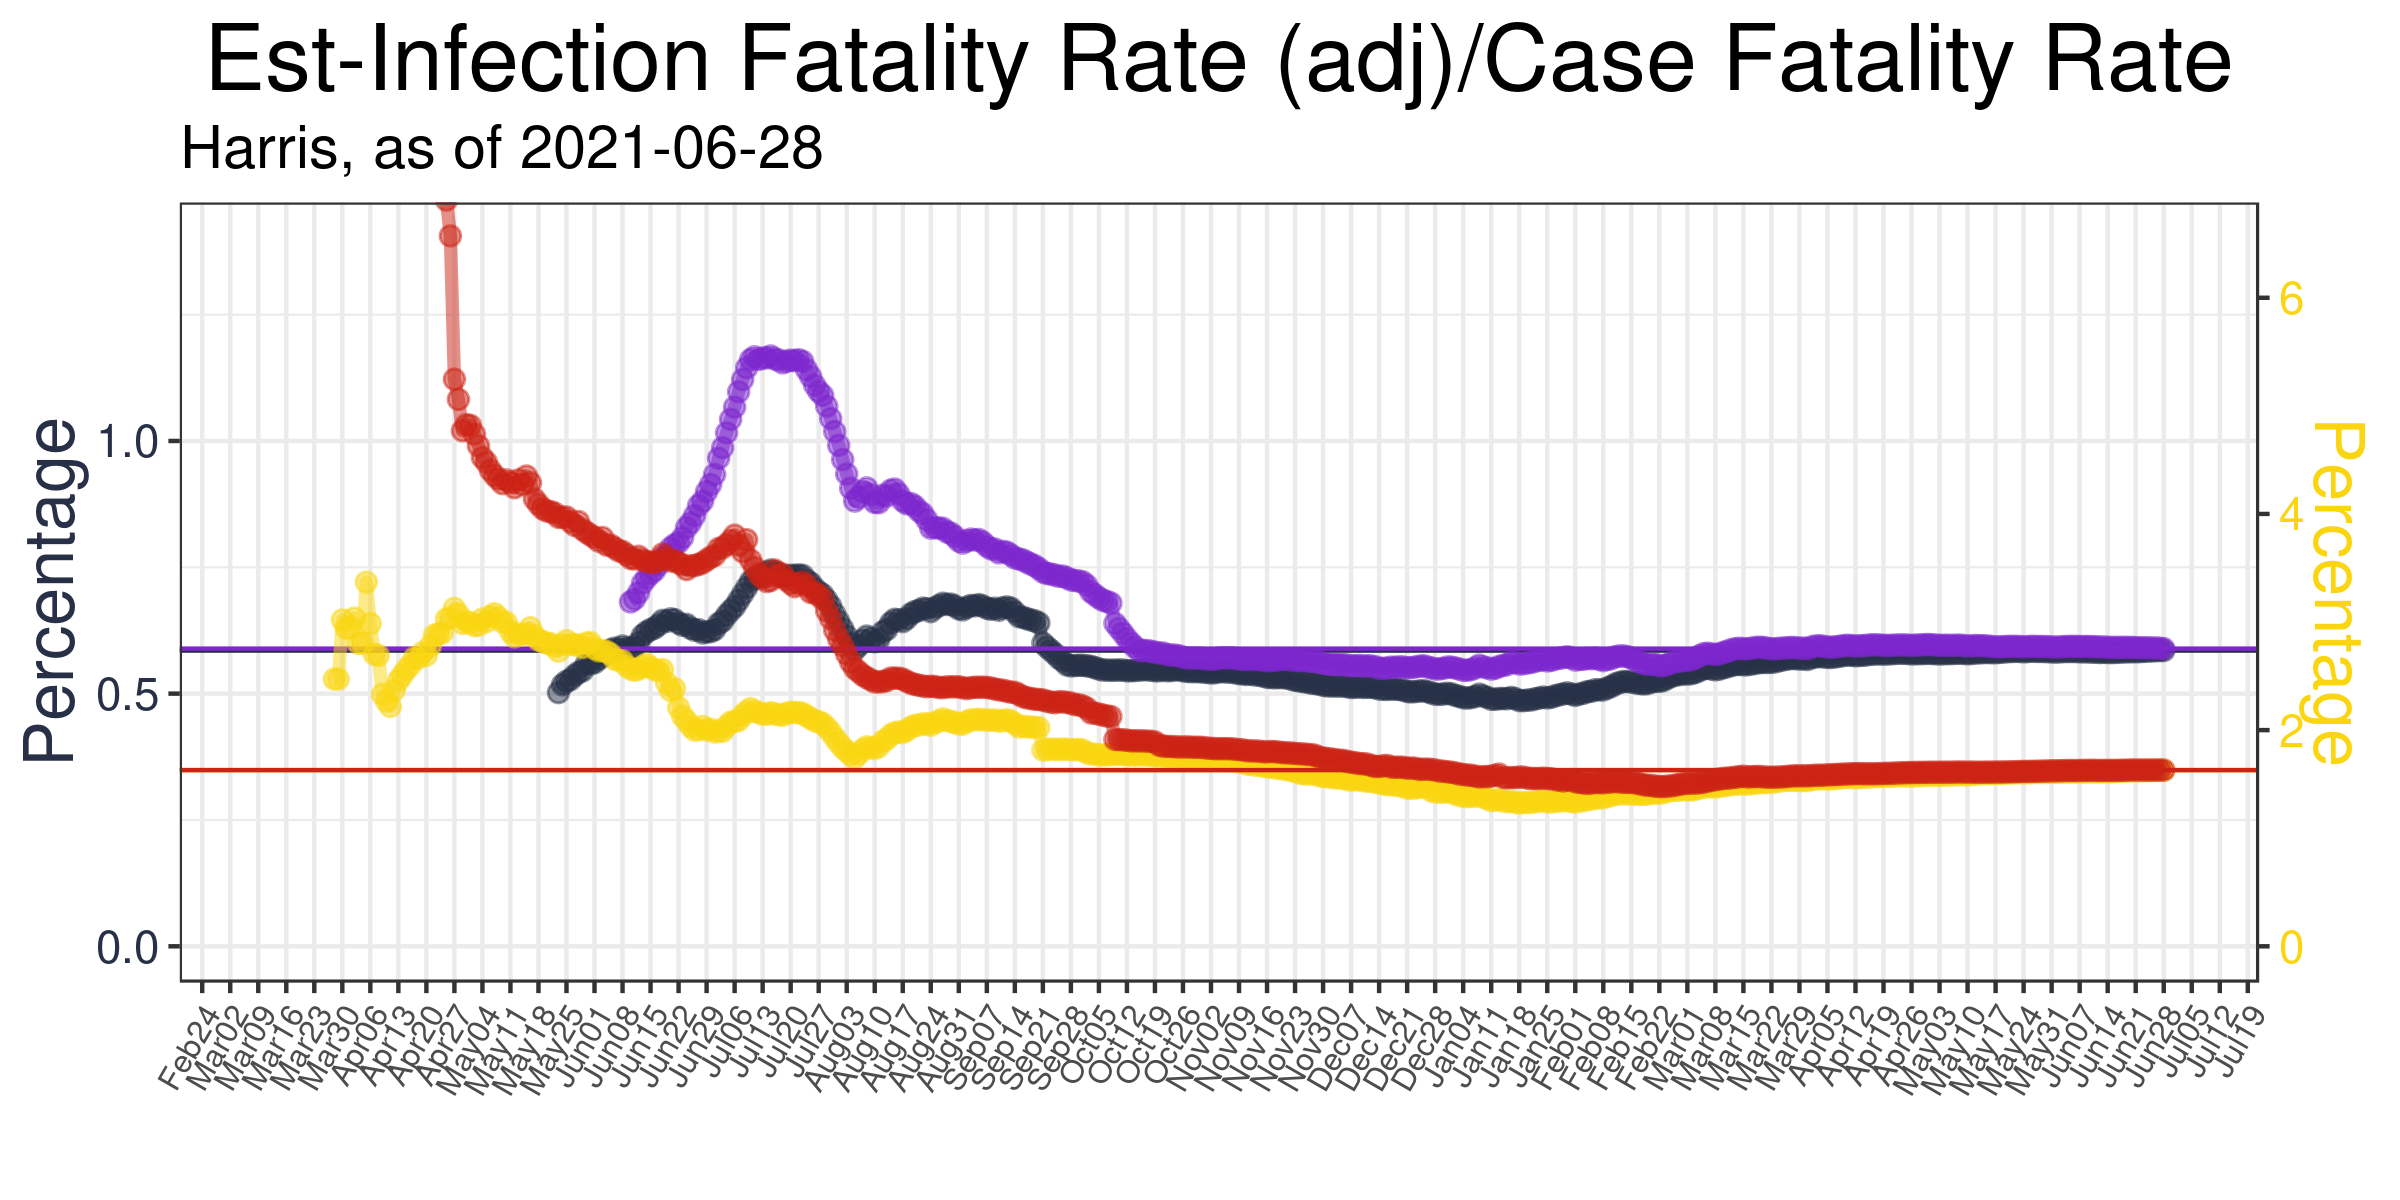 Est-Infection Fatality Rate (adj)/Case Fatality Rate
Harris, as of 2021-06-28
Percentage
1.0
0.5
0.0
6
4
2
0
Percentage
Feb24
Mar02
Mar09
Mar16
Mar23
Mar30
Apr06
Apr13
Apr20
Apr27
May04
May11
May18
May25
Jun01
Jun08
Jun15
Jun22
Jun29
Jul06
Jul13
Jul20
Jul27
Aug03
Aug10
Aug17
Aug24
Aug31
Sep07
Sep14
Sep21
Sep28
Oct05
Oct12
Oct19
Oct26
Nov02
Nov09
Nov16
Nov23
Nov30
Dec07
Dec14
Dec21
Dec28
Jan04
Jan11
Jan18
Jan25
Feb01
Feb08
Feb15
Feb22
Mar01
Mar08
Mar15
Mar22
Mar29
Apr05
Apr12
Apr19
Apr26
May03
May10
May17
May24
May31
Jun07
Jun14
Jun21
Jun28
Jul05
Jul12
Jul19